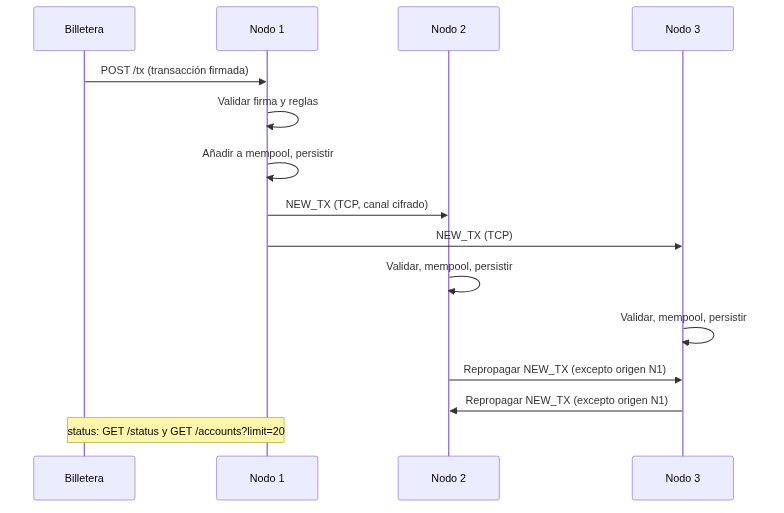 Billetera
Nodo 1
Nodo 2
Nodo 3
POST /tx (transacción firmada)
Validar firma y reglas
Añadir a mempool, persistir
NEW_TX (TCP, canal cifrado)
NEW_TX (TCP)
Validar, mempool, persistir
Validar, mempool, persistir
Repropagar NEW_TX (excepto origen N1)
Repropagar NEW_TX (excepto origen N1)
status: GET /status y GET /accounts?limit=20
Billetera
Nodo 1
Nodo 2
Nodo 3